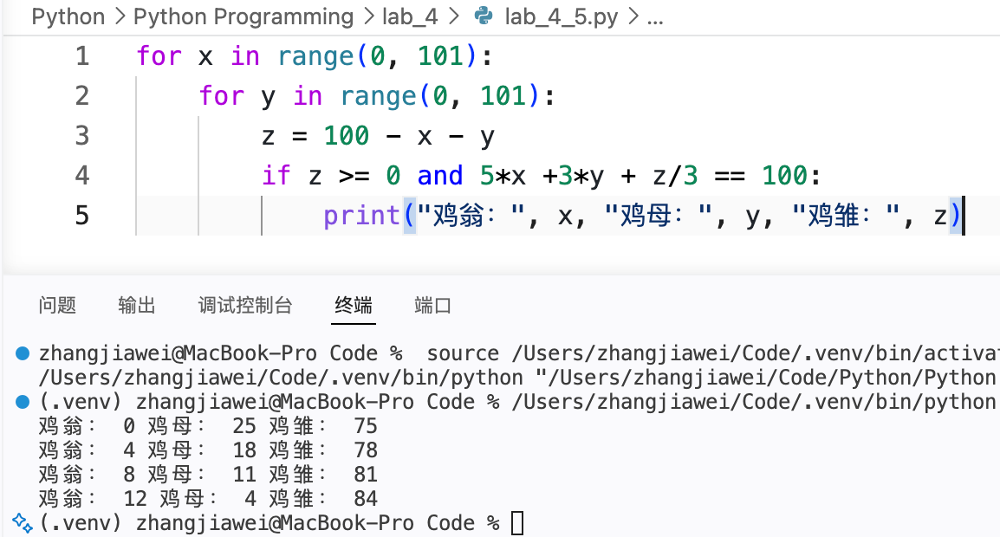 Python > Python Programming > lab_4 > lab_4_5.py > ...
1 for x in range(0, 101):
2     for y in range(0, 101):
3         z = 100 - x - y
4         if z >= 0 and 5*x +3*y + z/3 == 100:
5             print("鸡翁：", x, "鸡母：", y, "鸡雏：", z)
问题 输出 调试控制台 终端 端口
zhangjiawei@MacBook-Pro Code %  source /Users/zhangjiawei/Code/.venv/bin/activat
/Users/zhangjiawei/Code/.venv/bin/python "/Users/zhangjiawei/Code/Python/Python
(.venv) zhangjiawei@MacBook-Pro Code % /Users/zhangjiawei/Code/.venv/bin/python
鸡翁： 0 鸡母： 25 鸡雏： 75
鸡翁： 4 鸡母： 18 鸡雏： 78
鸡翁： 8 鸡母： 11 鸡雏： 81
鸡翁： 12 鸡母： 4 鸡雏： 84
(.venv) zhangjiawei@MacBook-Pro Code %